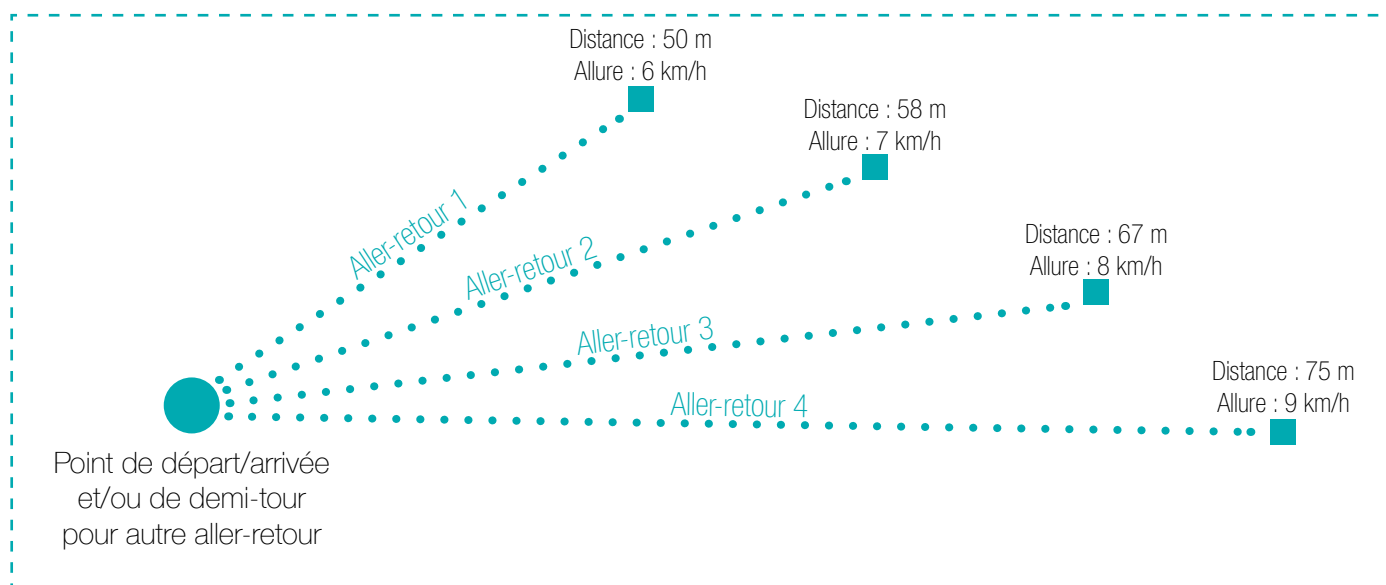 Distance : 50 m
Allure : 6 km/h
Distance : 58 m
Allure : 7 km/h
Aller-retour 1
Aller-retour 2
Distance : 67 m
Allure : 8 km/h
Aller-retour 3
Distance : 75 m
Allure : 9 km/h
Aller-retour 4
Point de départ/arrivée
et/ou de demi-tour
pour autre aller-retour